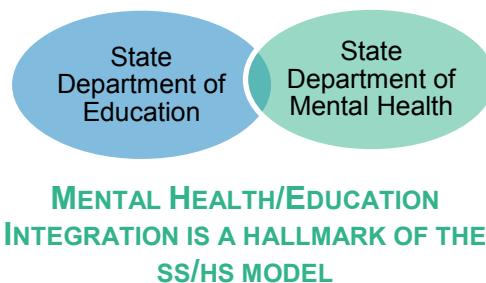 State
Department of
Education
State
Department of
Mental Health
MENTAL HEALTH/EDUCATION
INTEGRATION IS A HALLMARK OF THE
SS/HS MODEL